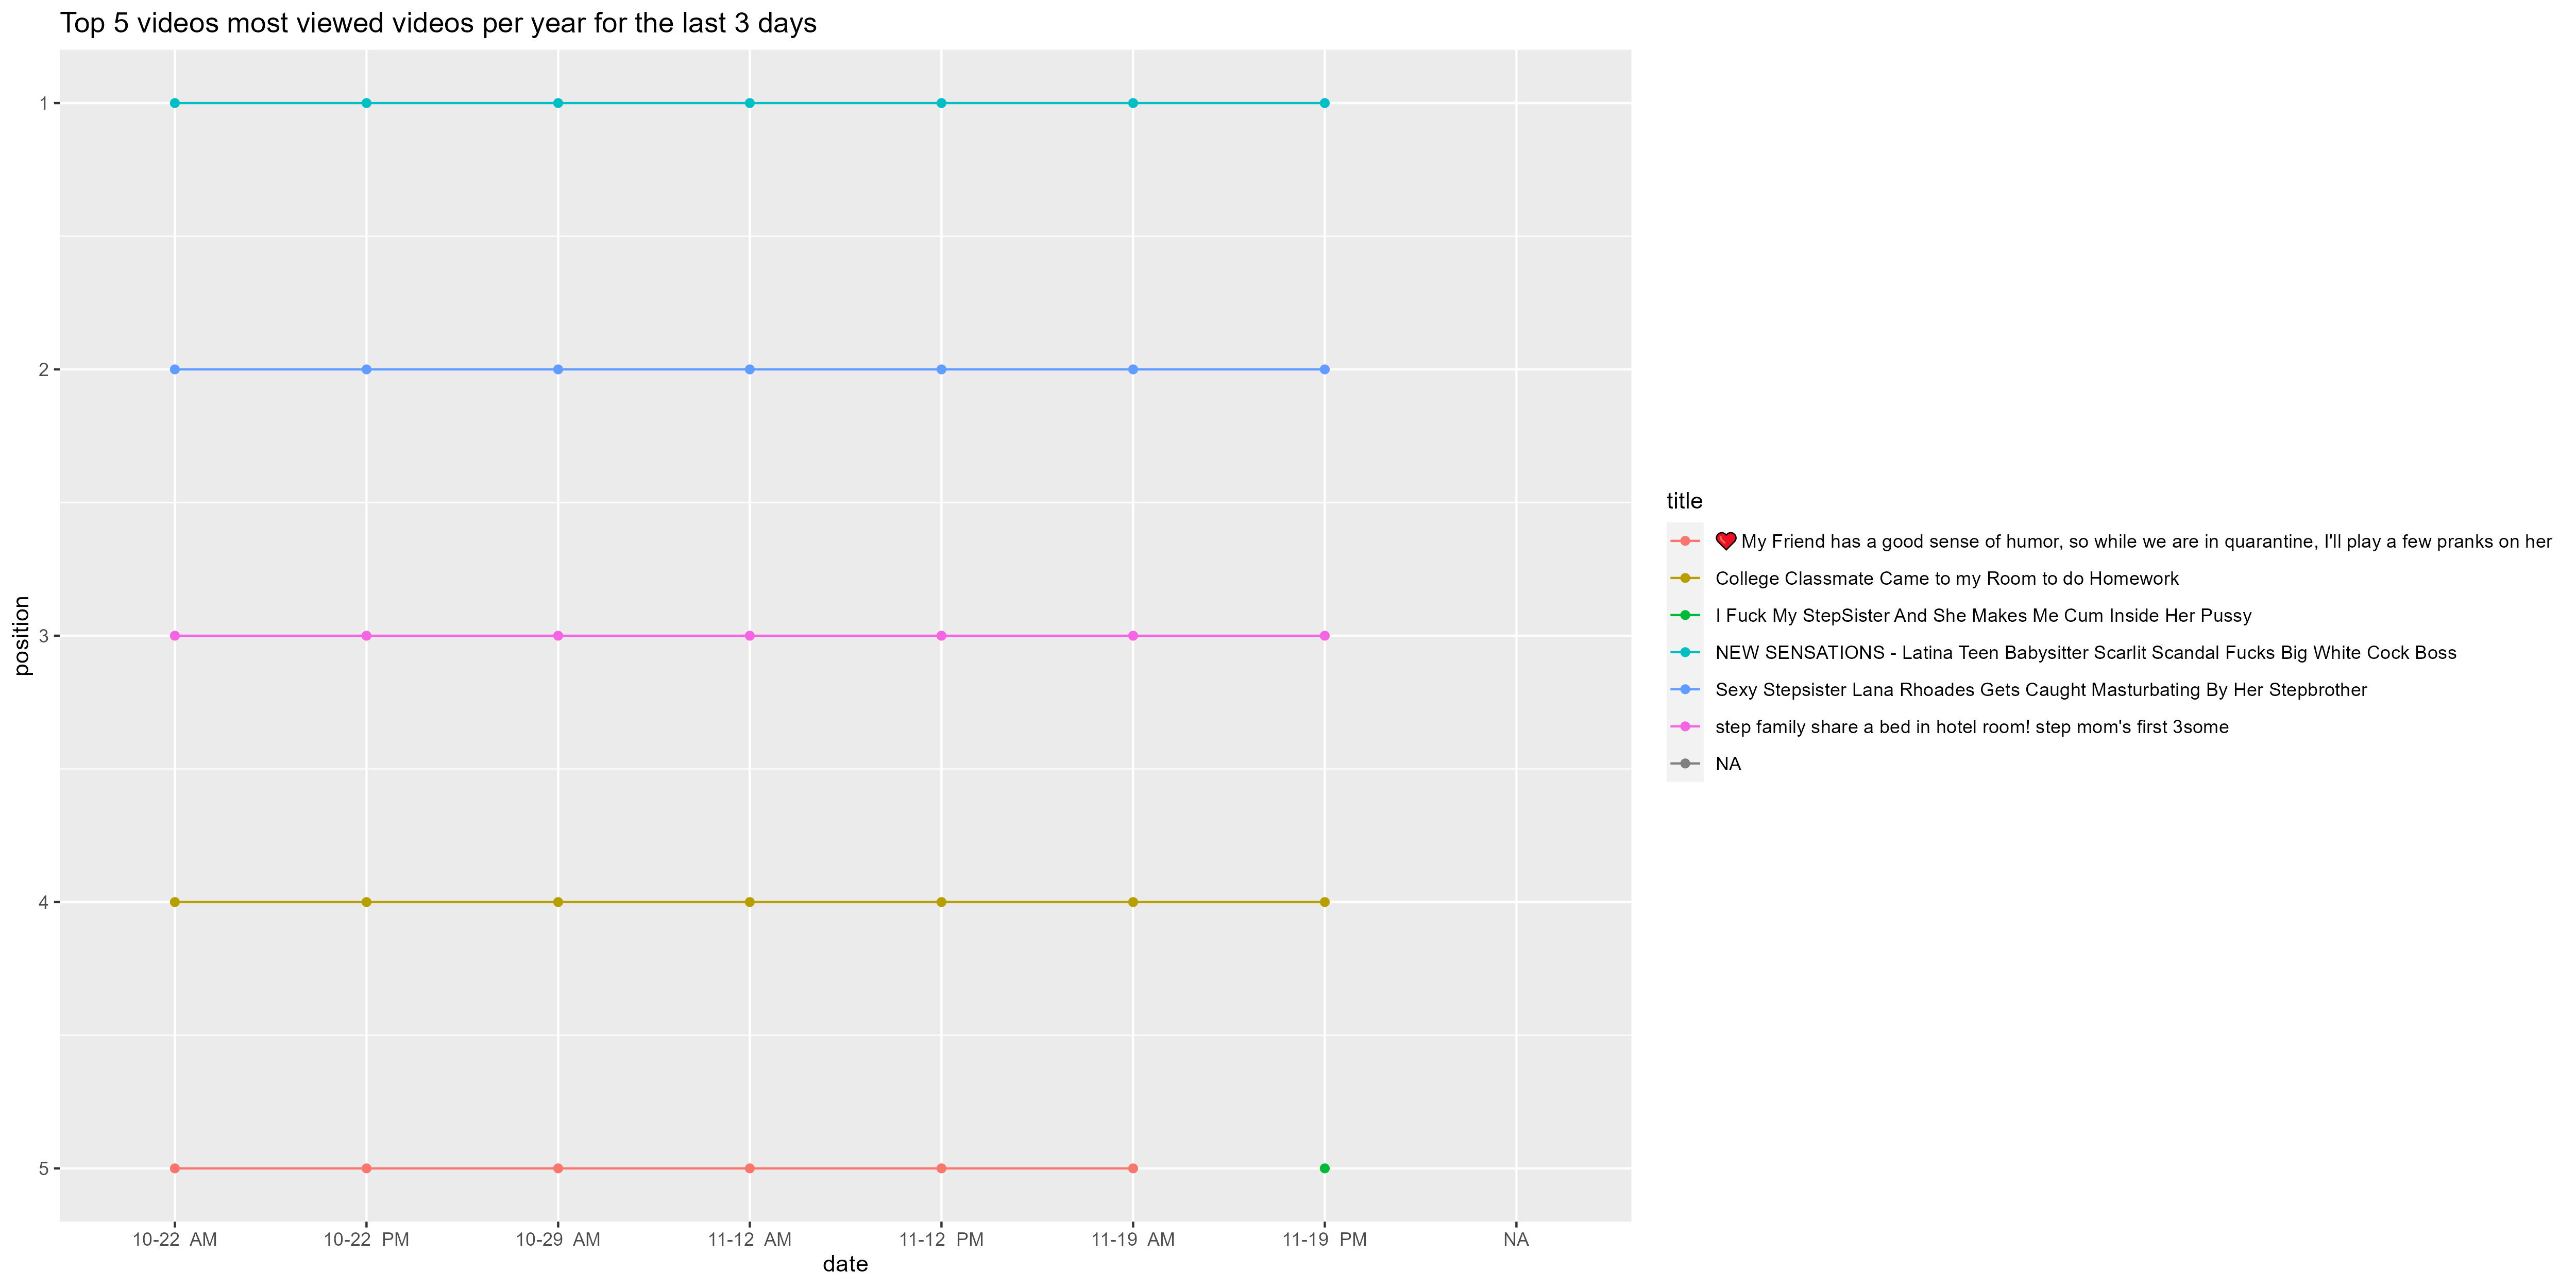 Top 5 videos most viewed videos per year for the last 3 days
1
2
3
4
5
position
10-22 AM
10-22 PM
10-29 AM
11-12 AM
11-12 PM
11-19 AM
11-19 PM
NA
date
title
❤️ My Friend has a good sense of humor, so while we are in quarantine, I'll play a few pranks on her
College Classmate Came to my Room to do Homework
I Fuck My StepSister And She Makes Me Cum Inside Her Pussy
NEW SENSATIONS - Latina Teen Babysitter Scarlit Scandal Fucks Big White Cock Boss
Sexy Stepsister Lana Rhoades Gets Caught Masturbating By Her Stepbrother
step family share a bed in hotel room! step mom's first 3some
NA